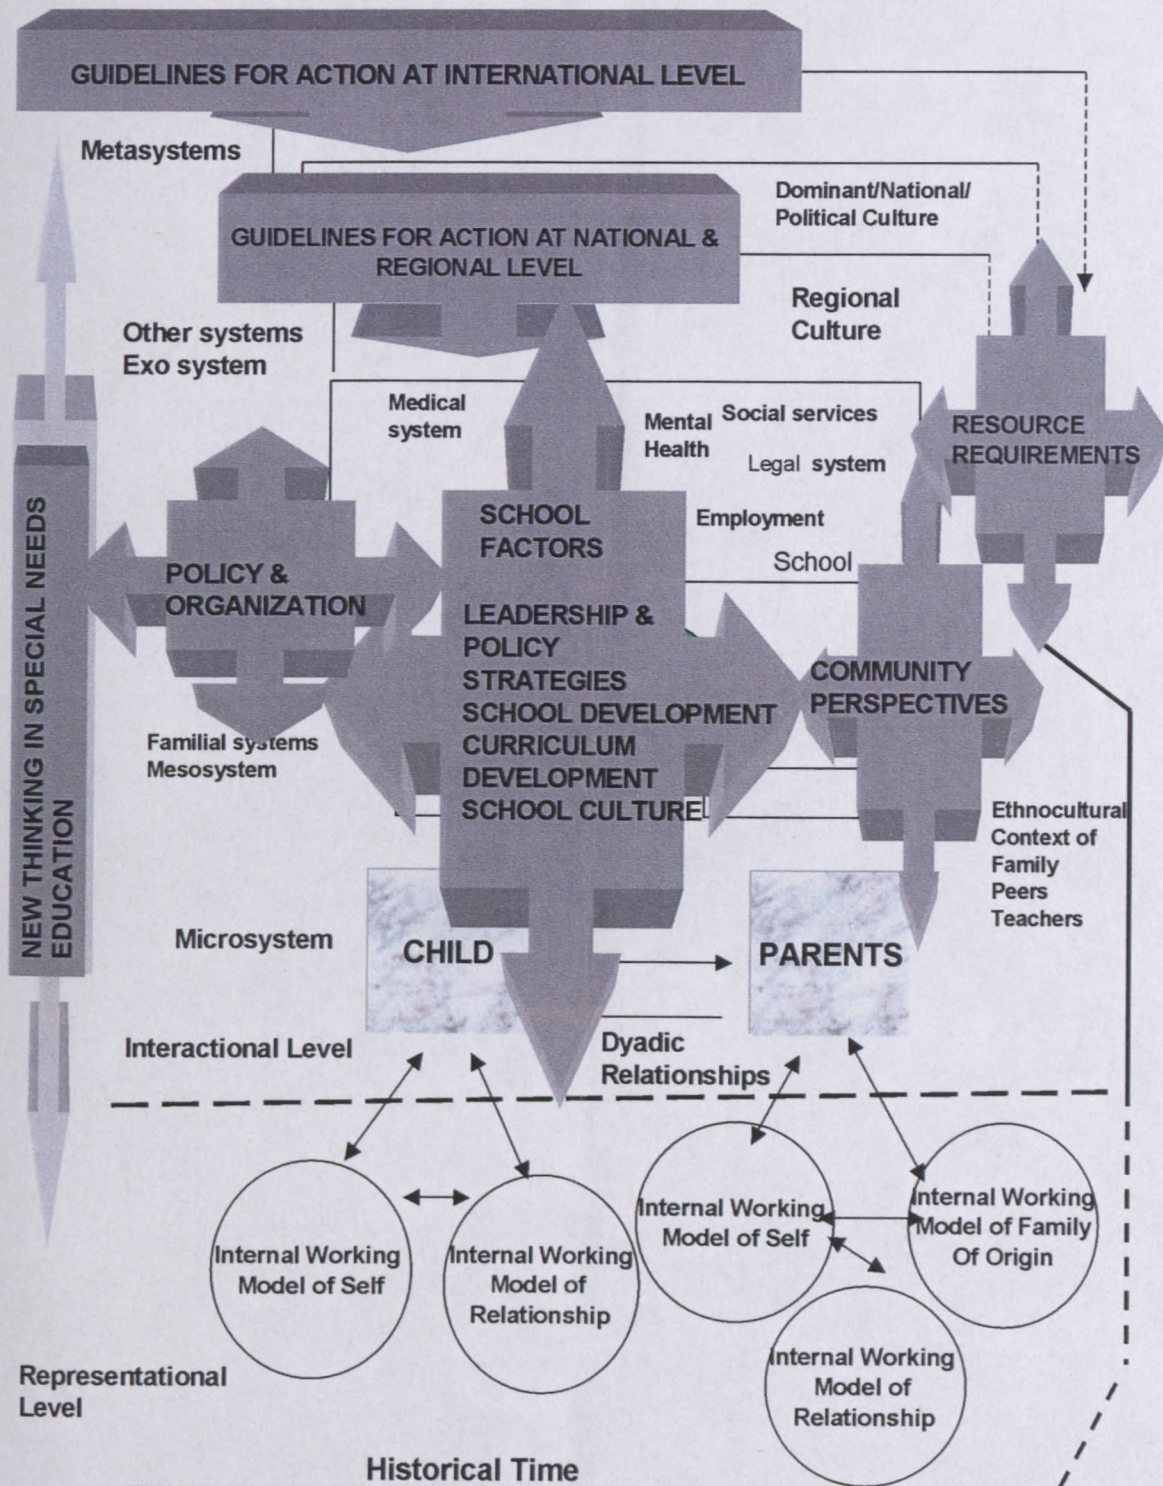 GUIDELINES FOR ACTION AT INTERNATIONAL LEVEL
Metasystems
Dominant/National/
Political Culture
GUIDELINES FOR ACTION AT NATIONAL &
REGIONAL LEVEL
Regional
Culture
Other systems
Exo system
Medical
system
Mental
Health
Social services
Legal system
RESOURCE
REQUIREMENTS
NEW THINKING IN SPECIAL NEEDS
EDUCATION
SCHOOL
FACTORS
Employment
School
POLICY &
ORGANIZATION
LEADERSHIP &
POLICY
STRATEGIES
SCHOOL DEVELOPMENT
CURRICULUM
DEVELOPMENT
SCHOOL CULTURE
COMMUNITY
PERSPECTIVES
Familial systems
Mesosystem
Ethnocultural
Context of
Family
Peers
Teachers
Microsystem
CHILD
PARENTS
Interactional Level
Dyadic
Relationships
Internal Working
Model of Self
Internal Working
Model of
Relationship
Internal Working
Model of Self
Internal Working
Model of Family
Of Origin
Internal Working
Model of
Relationship
Representational
Level
Historical Time